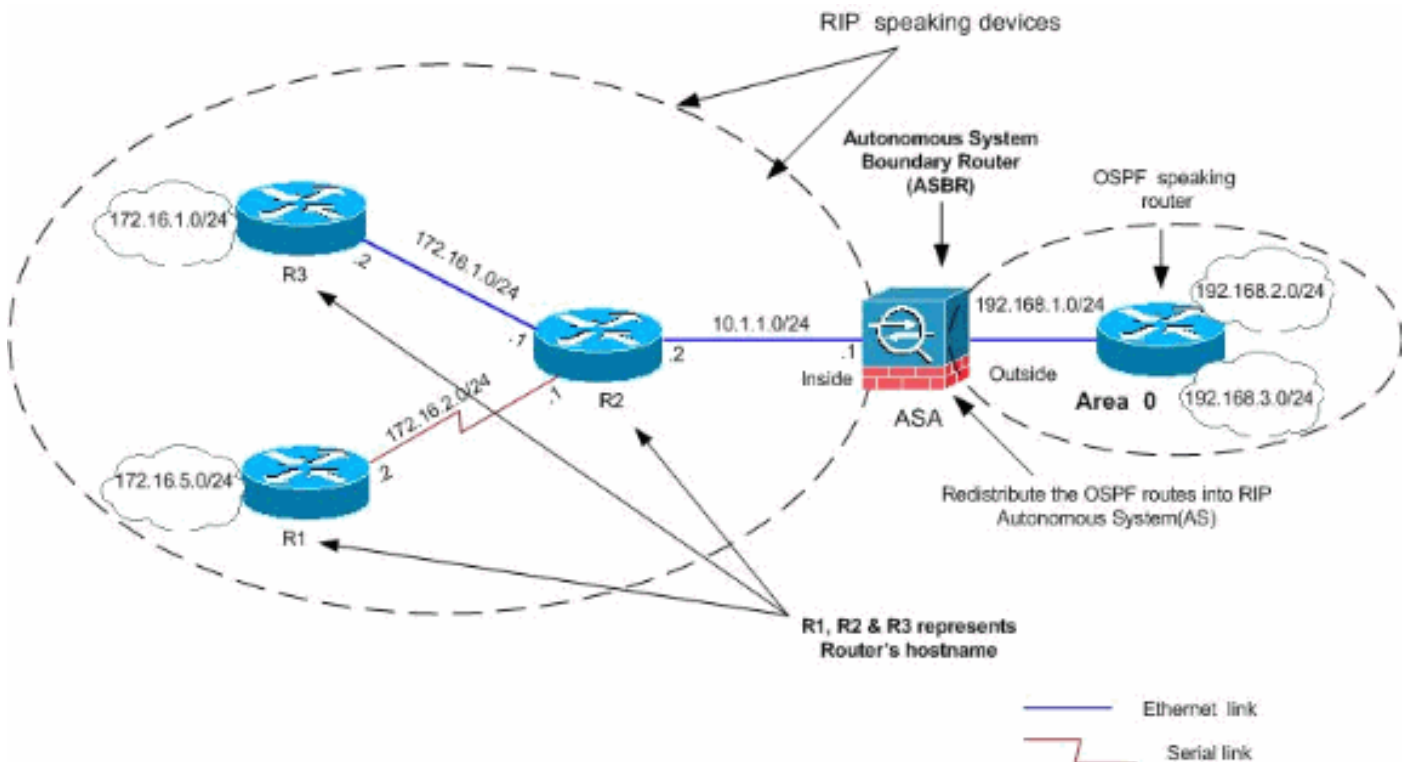 RIP speaking devices
Autonomous System
Boundary Router
(ASBR)
OSPF speaking
router
172.16.1.0/24
R3
.2
172.16.1.0/24
.1
R2
.2
10.1.1.0/24
.1
Inside
ASA
Outside
192.168.1.0/24
192.168.2.0/24
192.168.3.0/24
Area 0
172.16.2.0/24
.1
.2
172.16.5.0/24
R1
Redistribute the OSPF routes into RIP
Autonomous System(AS)
R1, R2 & R3 represents
Router's hostname
Ethernet link
Serial link